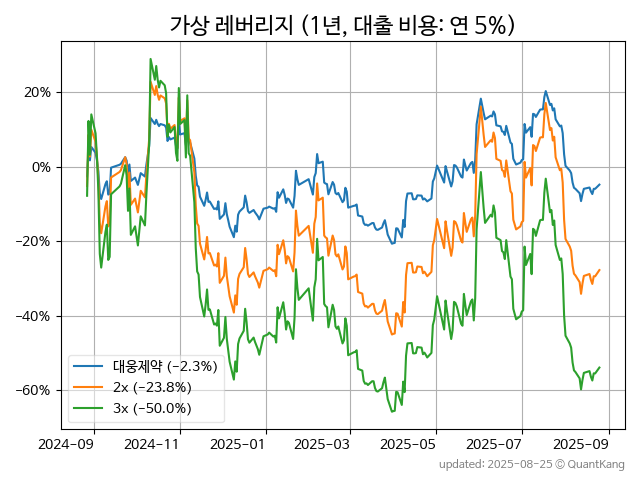 가상 레버리지 (1년, 대출 비용: 연 5%)
20%
0%
−20%
−40%
−60%
대웅제약 (−2.3%)
2x (−23.8%)
3x (−50.0%)
2024-09 2024-11 2025-01 2025-03 2025-05 2025-07 2025-09
updated: 2025-08-25 © QuantKang